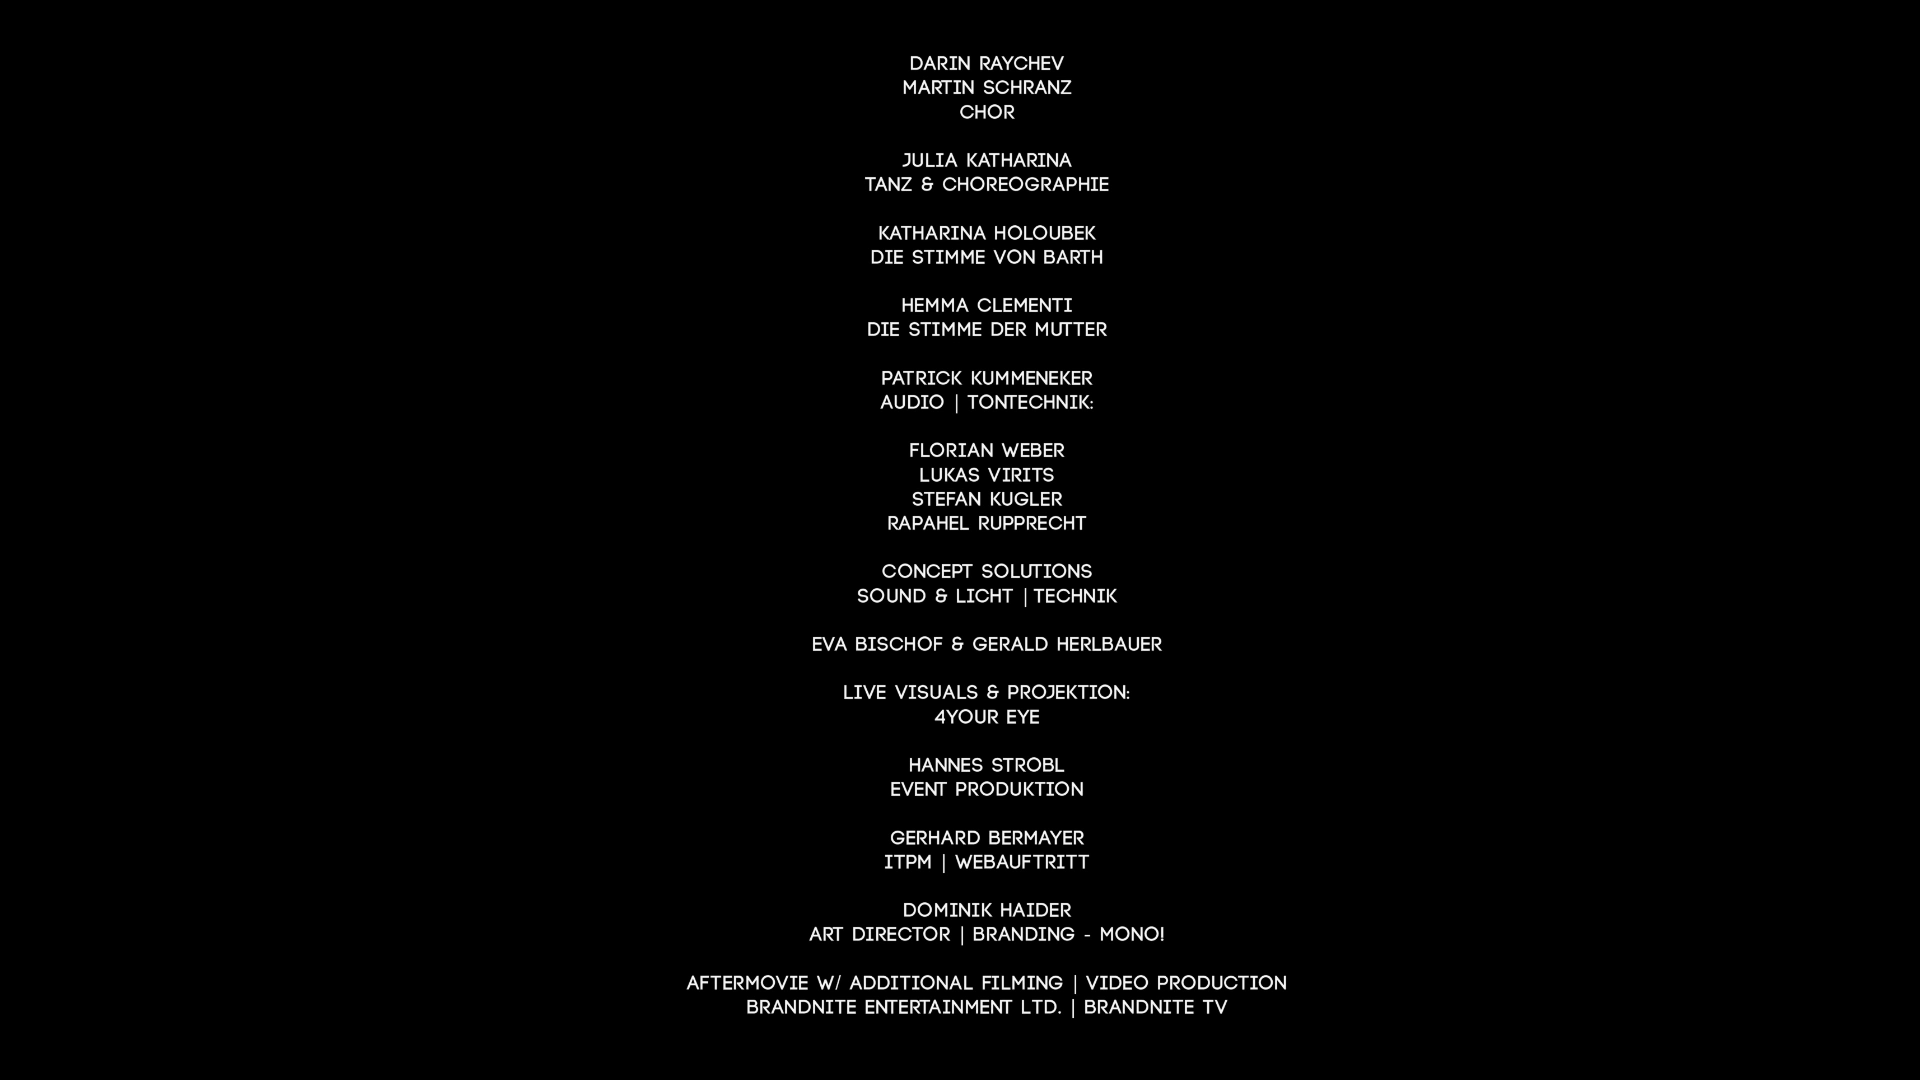 DARIN RAYCHEV
MARTIN SCHRANZ
CHOR
JULIA KATHARINA
TANZ & CHOREOGRAPHIE
KATHARINA HOLOUBEK
DIE STIMME VON BARTH
HEMMA CLEMENTI
DIE STIMME DER MUTTER
PATRICK KUMMENEKER
AUDIO | TONTECHNIK:
FLORIAN WEBER
LUKAS VIRITS
STEFAN KUGLER
RAPAHEL RUPPRECHT
CONCEPT SOLUTIONS
SOUND & LICHT | TECHNIK
EVA BISCHOF & GERALD HERLBAUER
LIVE VISUALS & PROJEKTION:
4YOUR EYE
HANNES STROBL
EVENT PRODUKTION
GERHARD BERMAYER
ITPM | WEBAUFTRITT
DOMINIK HAIDER
ART DIRECTOR | BRANDING - MONO!
AFTERMOVIE W/ ADDITIONAL FILMING | VIDEO PRODUCTION
BRANDNITE ENTERTAINMENT LTD. | BRANDNITE TV